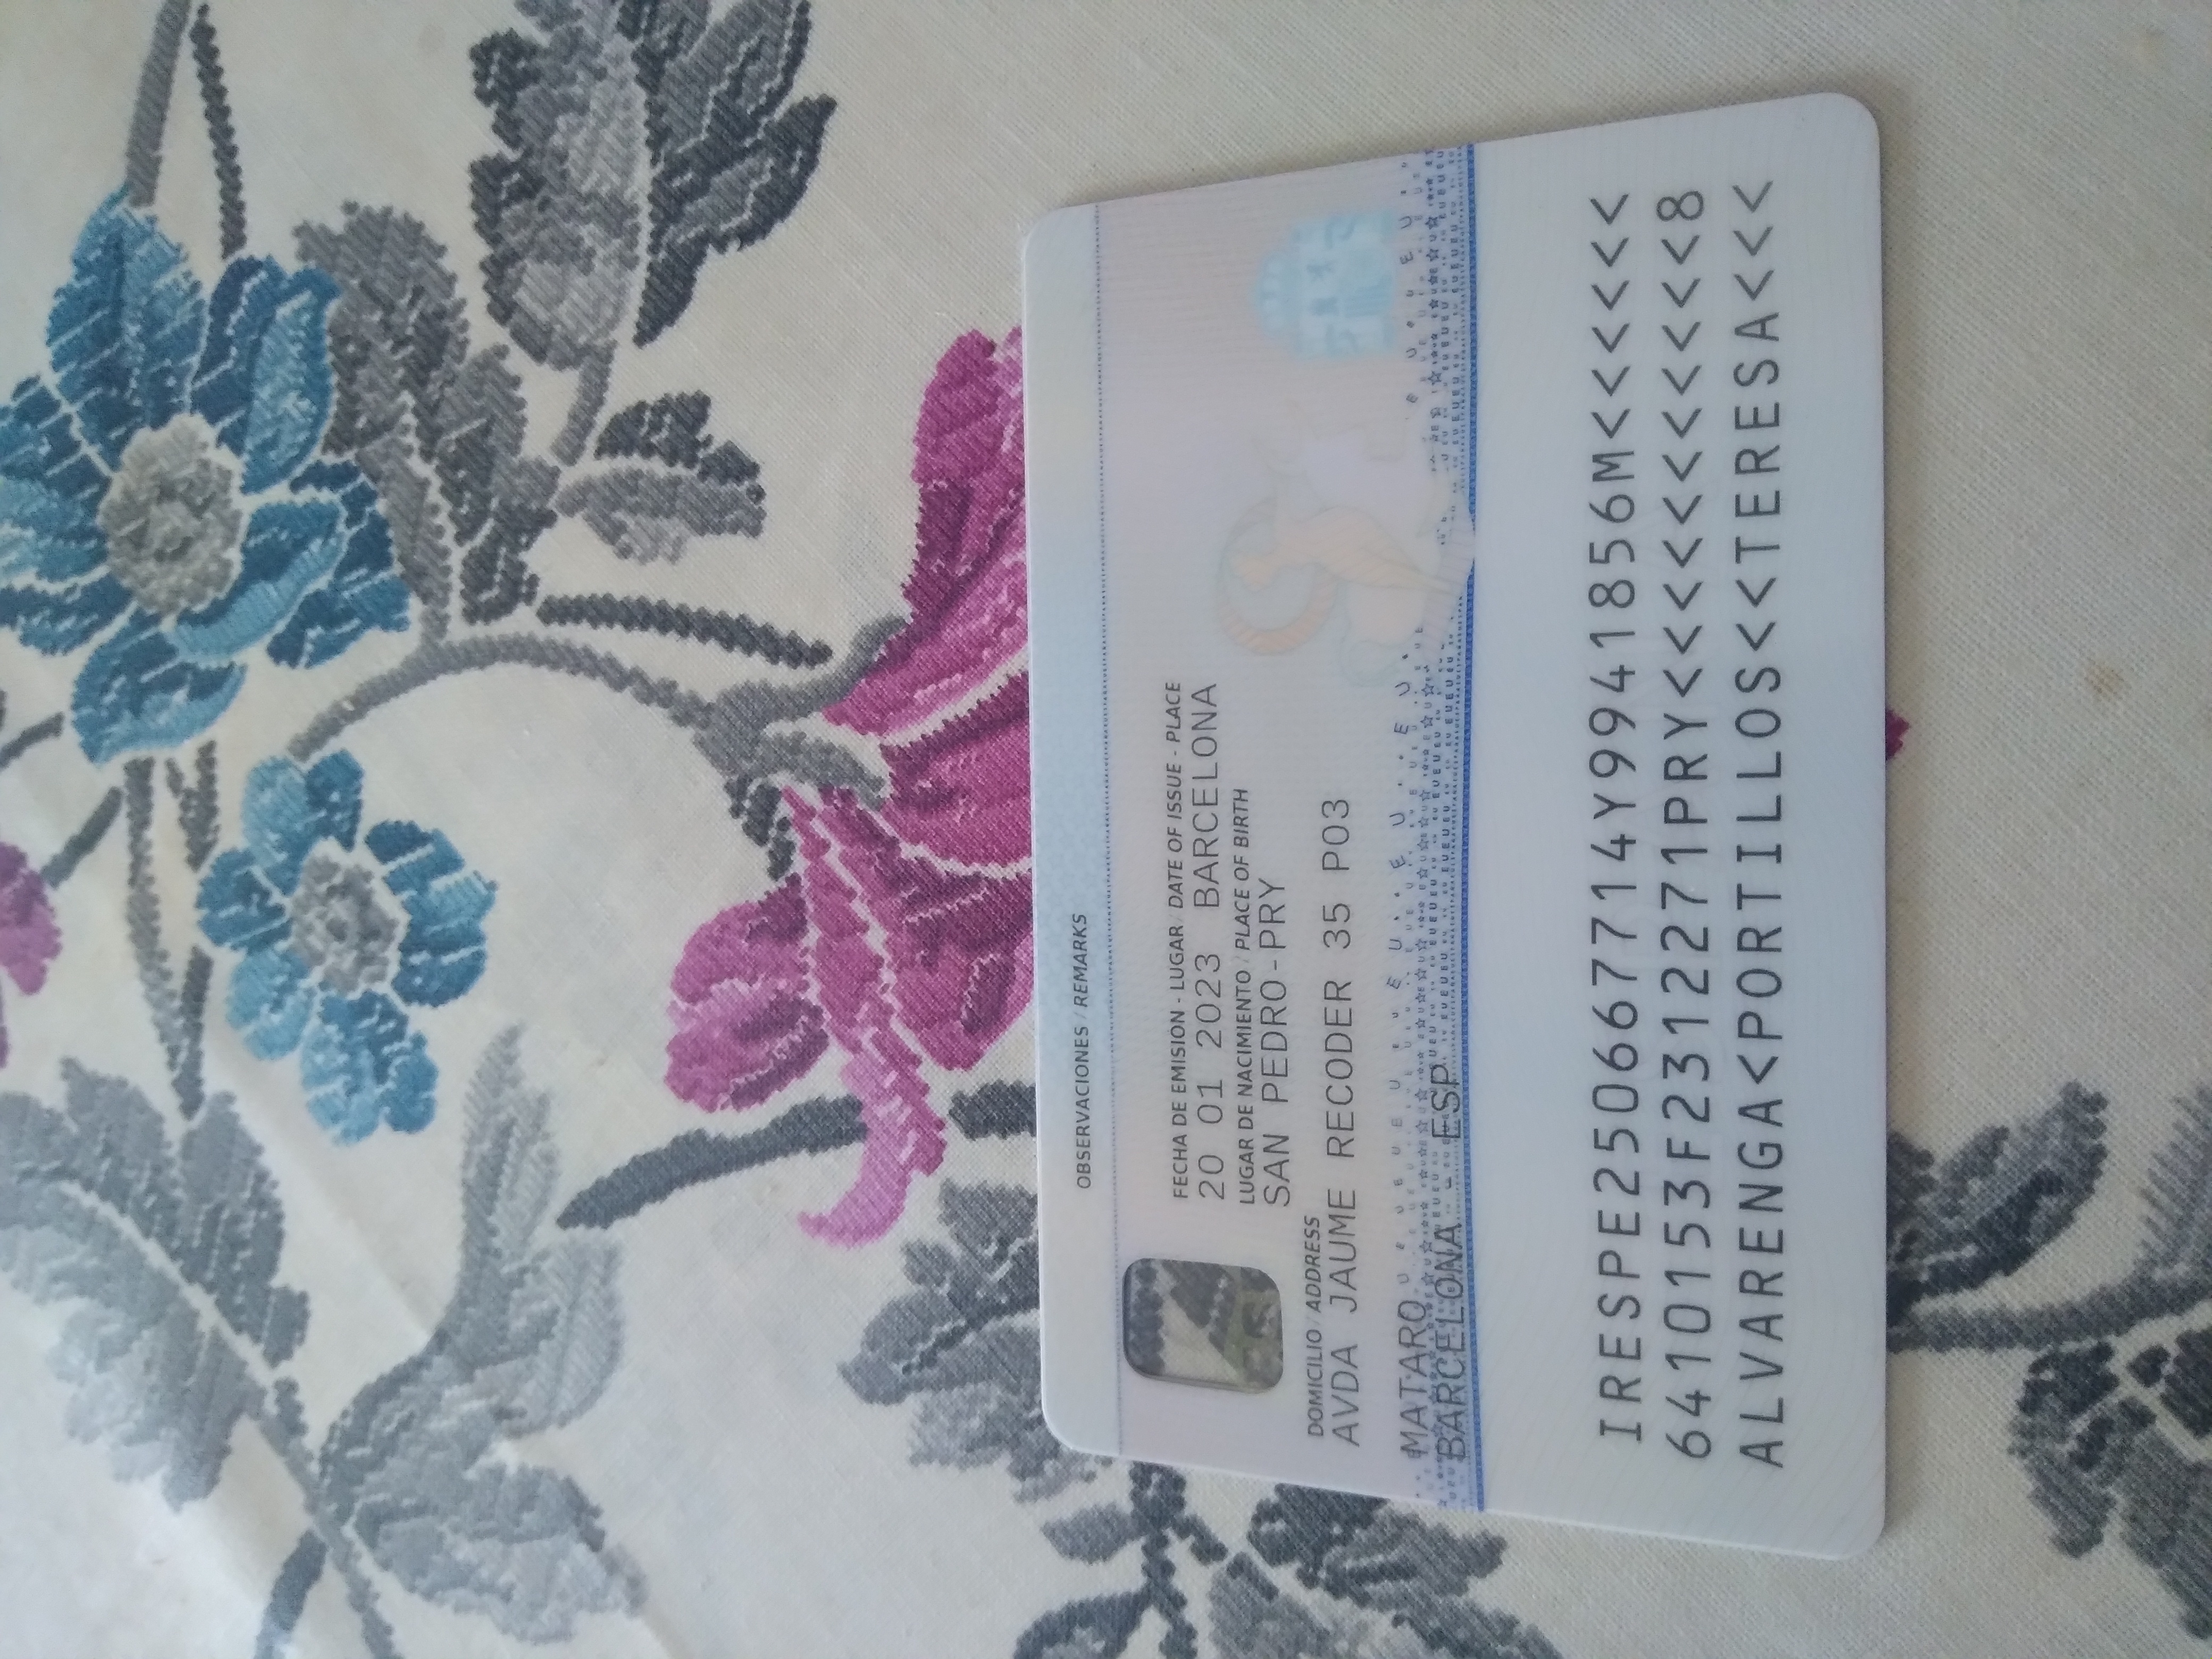 OBSERVACIONES / REMARKS
FECHA DE EMISION - LUGAR / DATE OF ISSUE - PLACE
20 01 2023 BARCELONA
LUGAR DE NACIMIENTO / PLACE OF BIRTH
SAN PEDRO-PRY
DOMICILIO / ADDRESS
AVDA JAUME RECODER 35 P03
MATARO
BARCELONA - ESP
IRESPE250667714Y9941856M<<<<<<
6410153F2312271PRY<<<<<<<<<<<8
ALVARENGA<PORTILLOS<<TERESA<<<